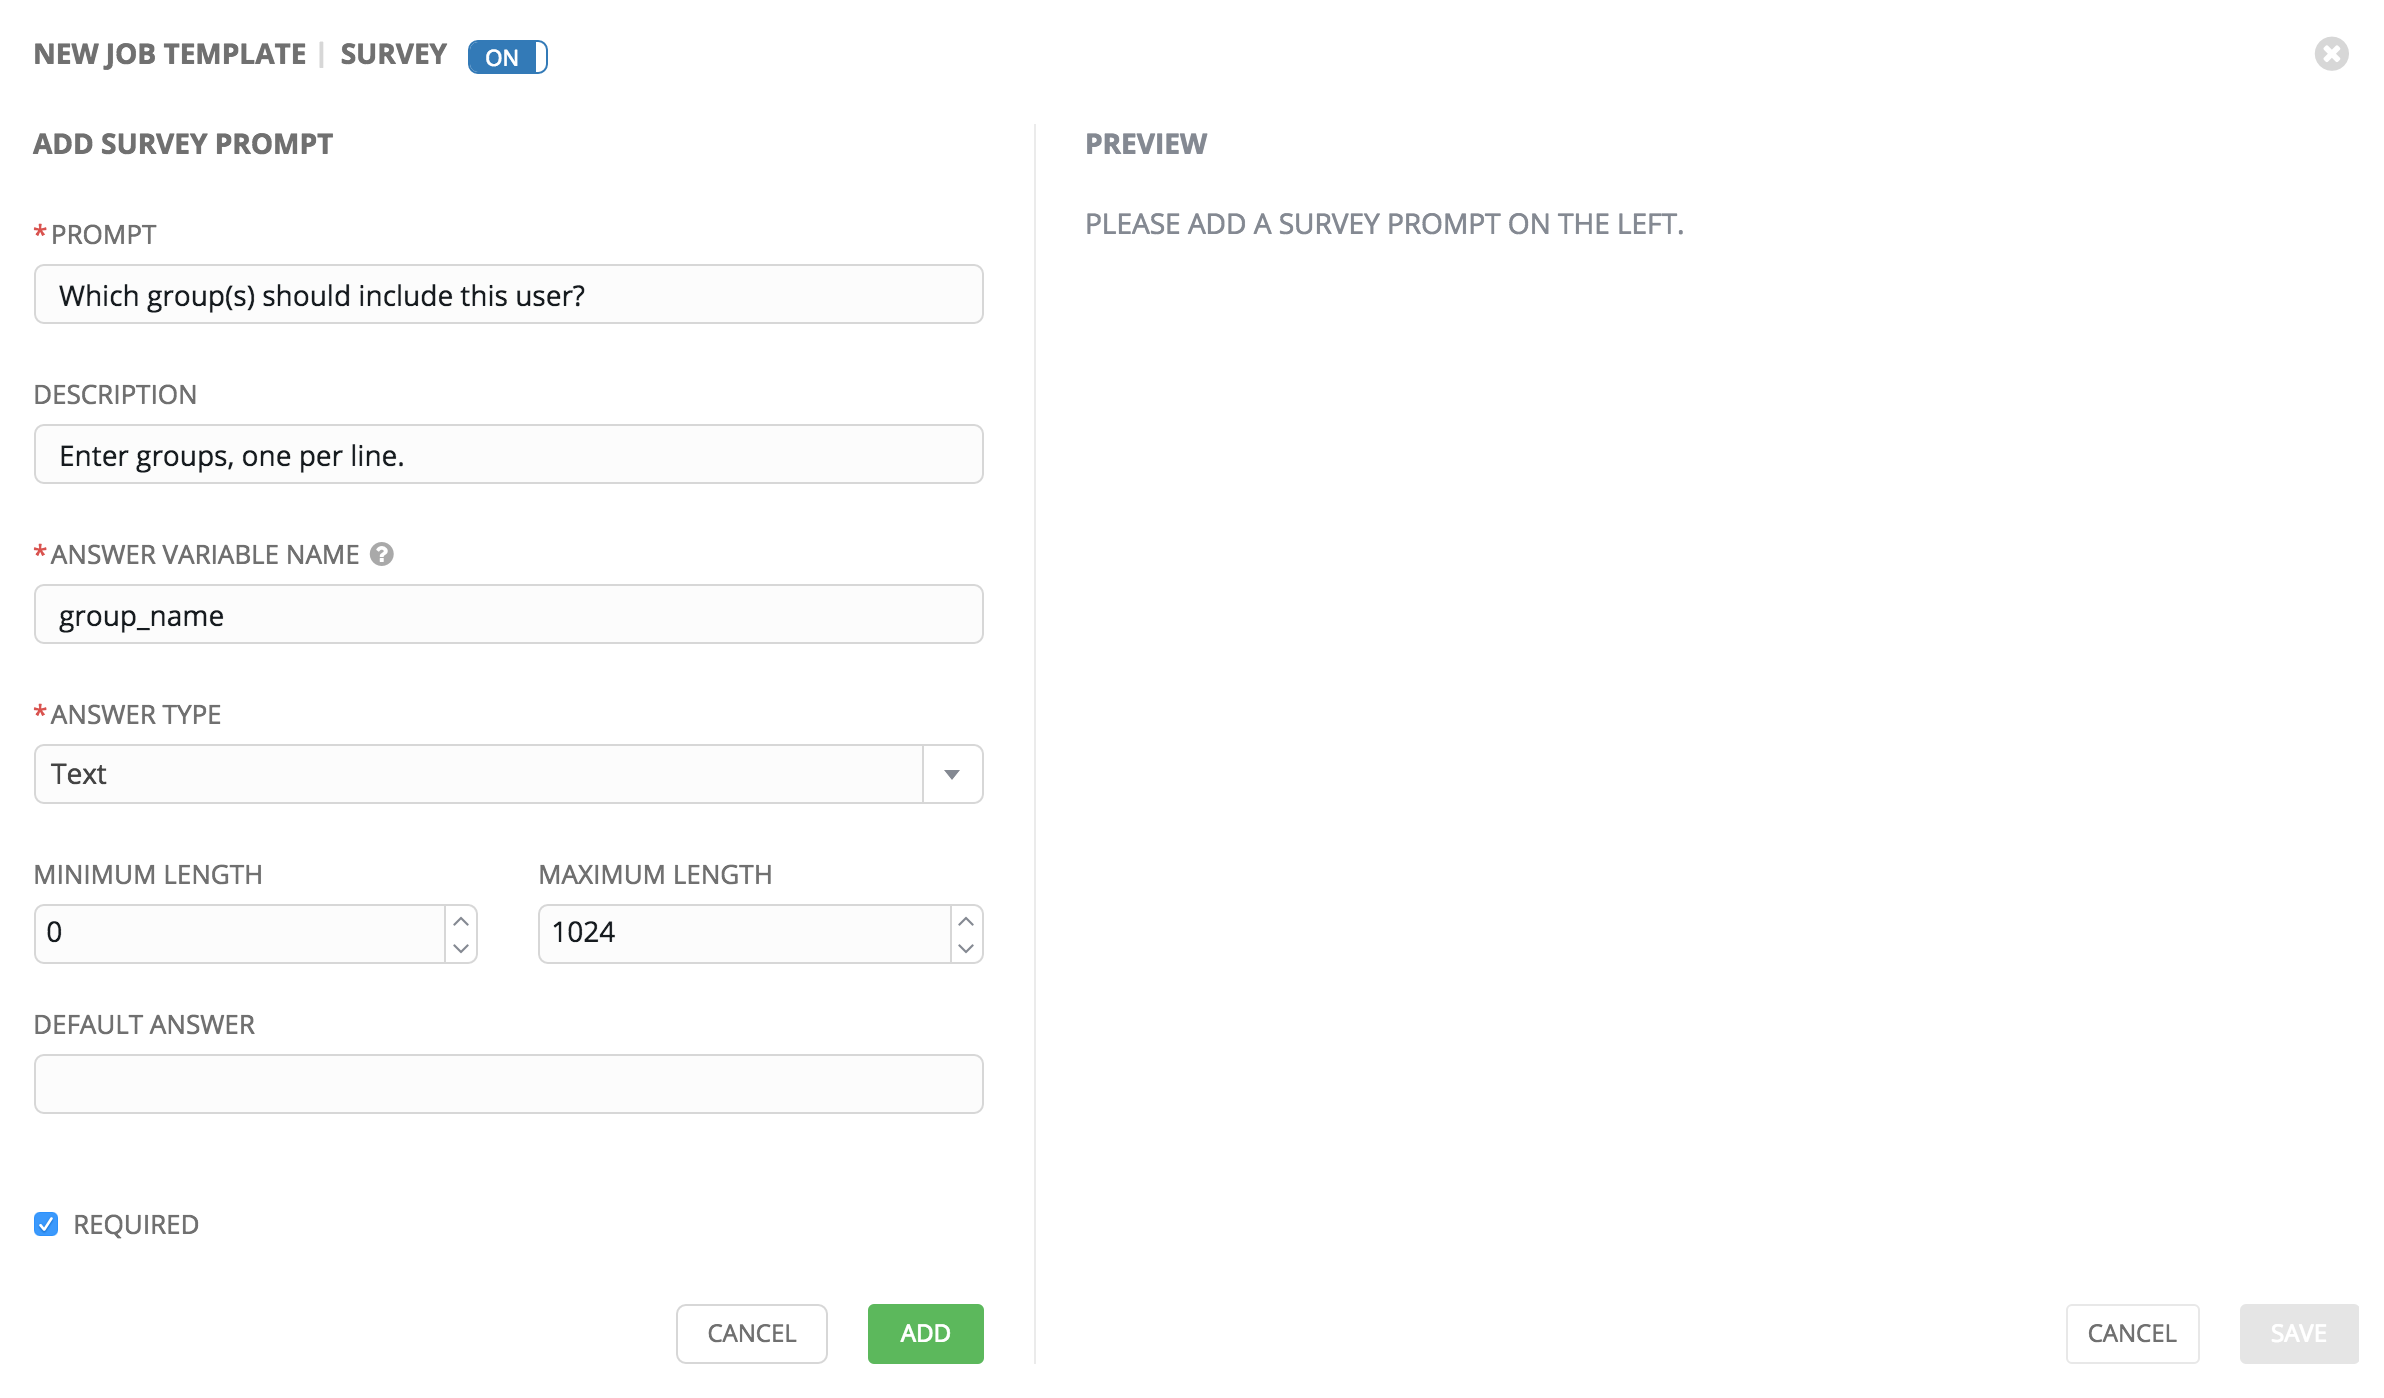 NEW JOB TEMPLATE | SURVEY ON
ADD SURVEY PROMPT
* PROMPT
Which group(s) should include this user?
DESCRIPTION
Enter groups, one per line.
* ANSWER VARIABLE NAME ?
group_name
* ANSWER TYPE
Text
MINIMUM LENGTH MAXIMUM LENGTH
0 1024
DEFAULT ANSWER
REQUIRED
CANCEL ADD
PREVIEW
PLEASE ADD A SURVEY PROMPT ON THE LEFT.
CANCEL SAVE